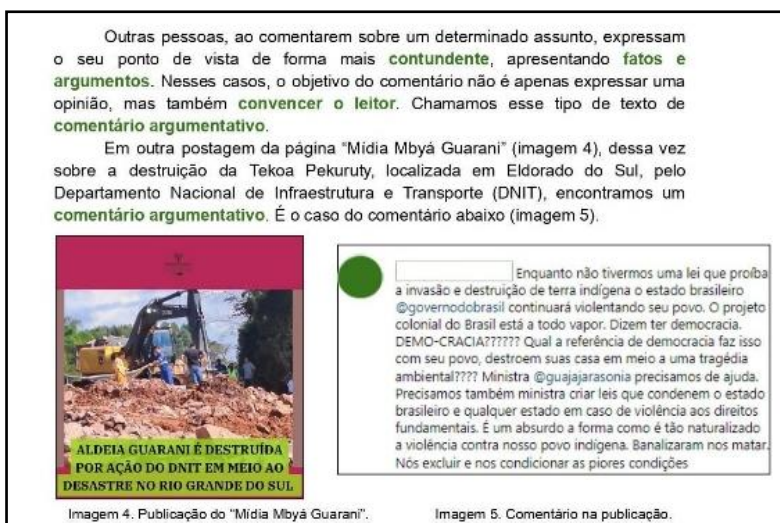 Outras pessoas, ao comentarem sobre um determinado assunto, expressam
o seu ponto de vista de forma mais contundente, apresentando fatos e
argumentos. Nesses casos, o objetivo do comentário não é apenas expressar uma
opinião, mas também convencer o leitor. Chamamos esse tipo de texto de
comentário argumentativo.
Em outra postagem da página “Mídia Mbyá Guarani” (imagem 4), dessa vez
sobre a destruição da Tekoa Pekuruty, localizada em Eldorado do Sul, pelo
Departamento Nacional de Infraestrutura e Transporte (DNIT), encontramos um
comentário argumentativo. É o caso do comentário abaixo (imagem 5).
ALDEIA GUARANI É DESTRUÍDA
POR AÇÃO DO DNIT EM MEIO AO
DESASTRE NO RIO GRANDE DO SUL
Imagem 4. Publicação do "Mídia Mbyá Guarani".
Enquanto não tivermos uma lei que proíba
a invasão e destruição de terra indígena o estado brasileiro
@governodobrasil continuará violentando seu povo. O projeto
colonial do Brasil está a todo vapor. Dizem ter democracia.
DEMO-CRACIA?????? Qual a referência de democracia faz isso
com seu povo, destroem suas casa em meio a uma tragédia
ambiental???? Ministra @guajajarasonia precisamos de ajuda.
Precisamos também ministra criar leis que condenem o estado
brasileiro e qualquer estado em caso de violência aos direitos
fundamentais. É um absurdo a forma como é tão naturalizado
a violência contra nosso povo indígena. Banalizaram nos matar.
Nós excluir e nos condicionar as piores condições
Imagem 5. Comentário na publicação.